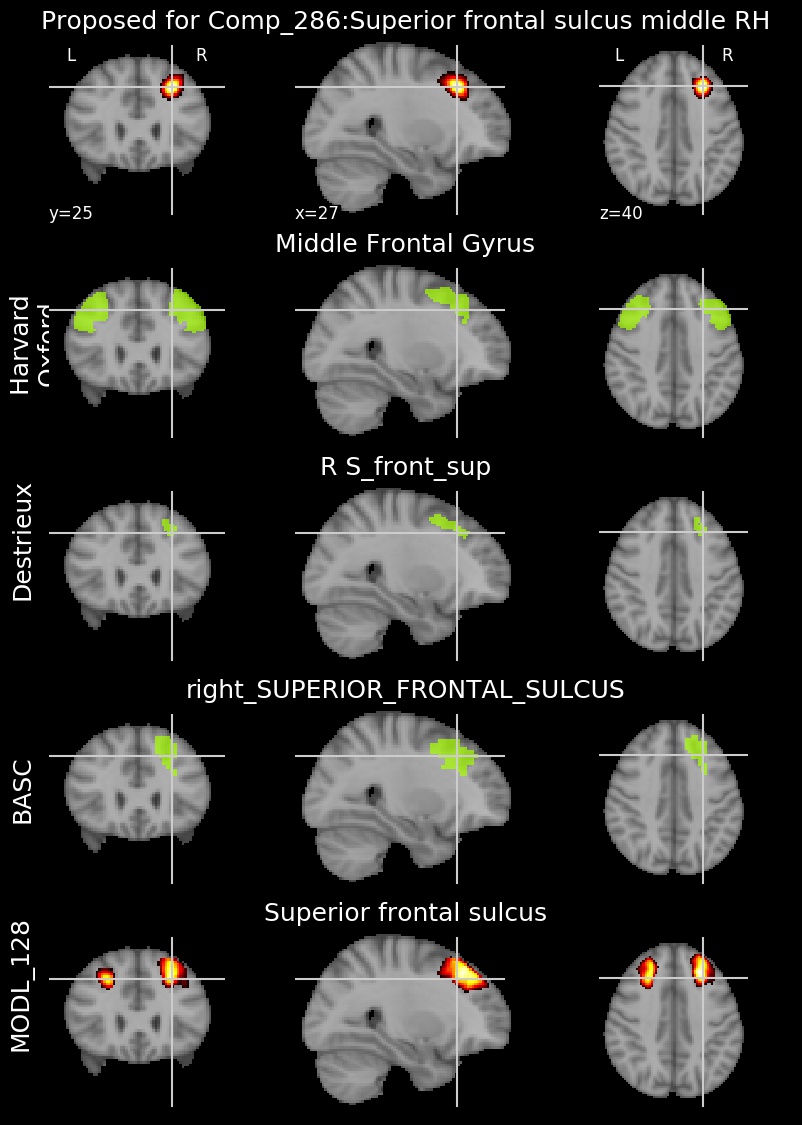 Proposed for Comp_286:Superior frontal sulcus middle RH
L R L R
y=25 x=27 z=40
Middle Frontal Gyrus
Harvard
Oxford
R S_front_sup
Destrieux
right_SUPERIOR_FRONTAL_SULCUS
BASC
Superior frontal sulcus
MODL_128